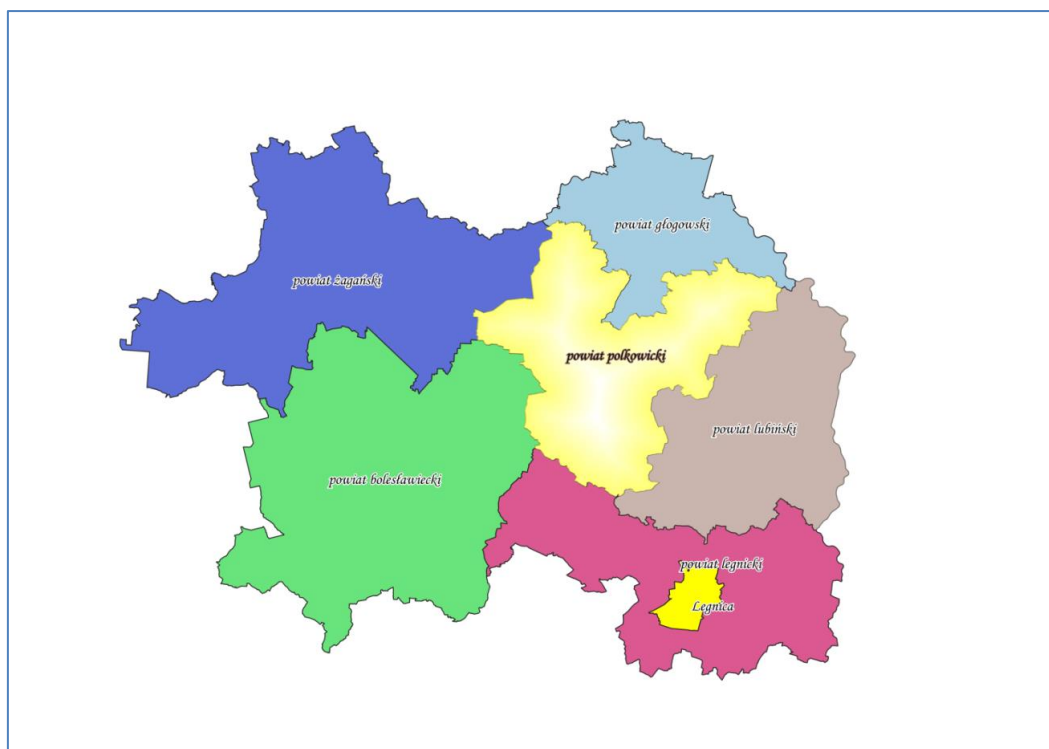 powiat głogowski
powiat żagański
powiat polkowicki
powiat lubiński
powiat bolesławiecki
powiat legnicki
Legnica